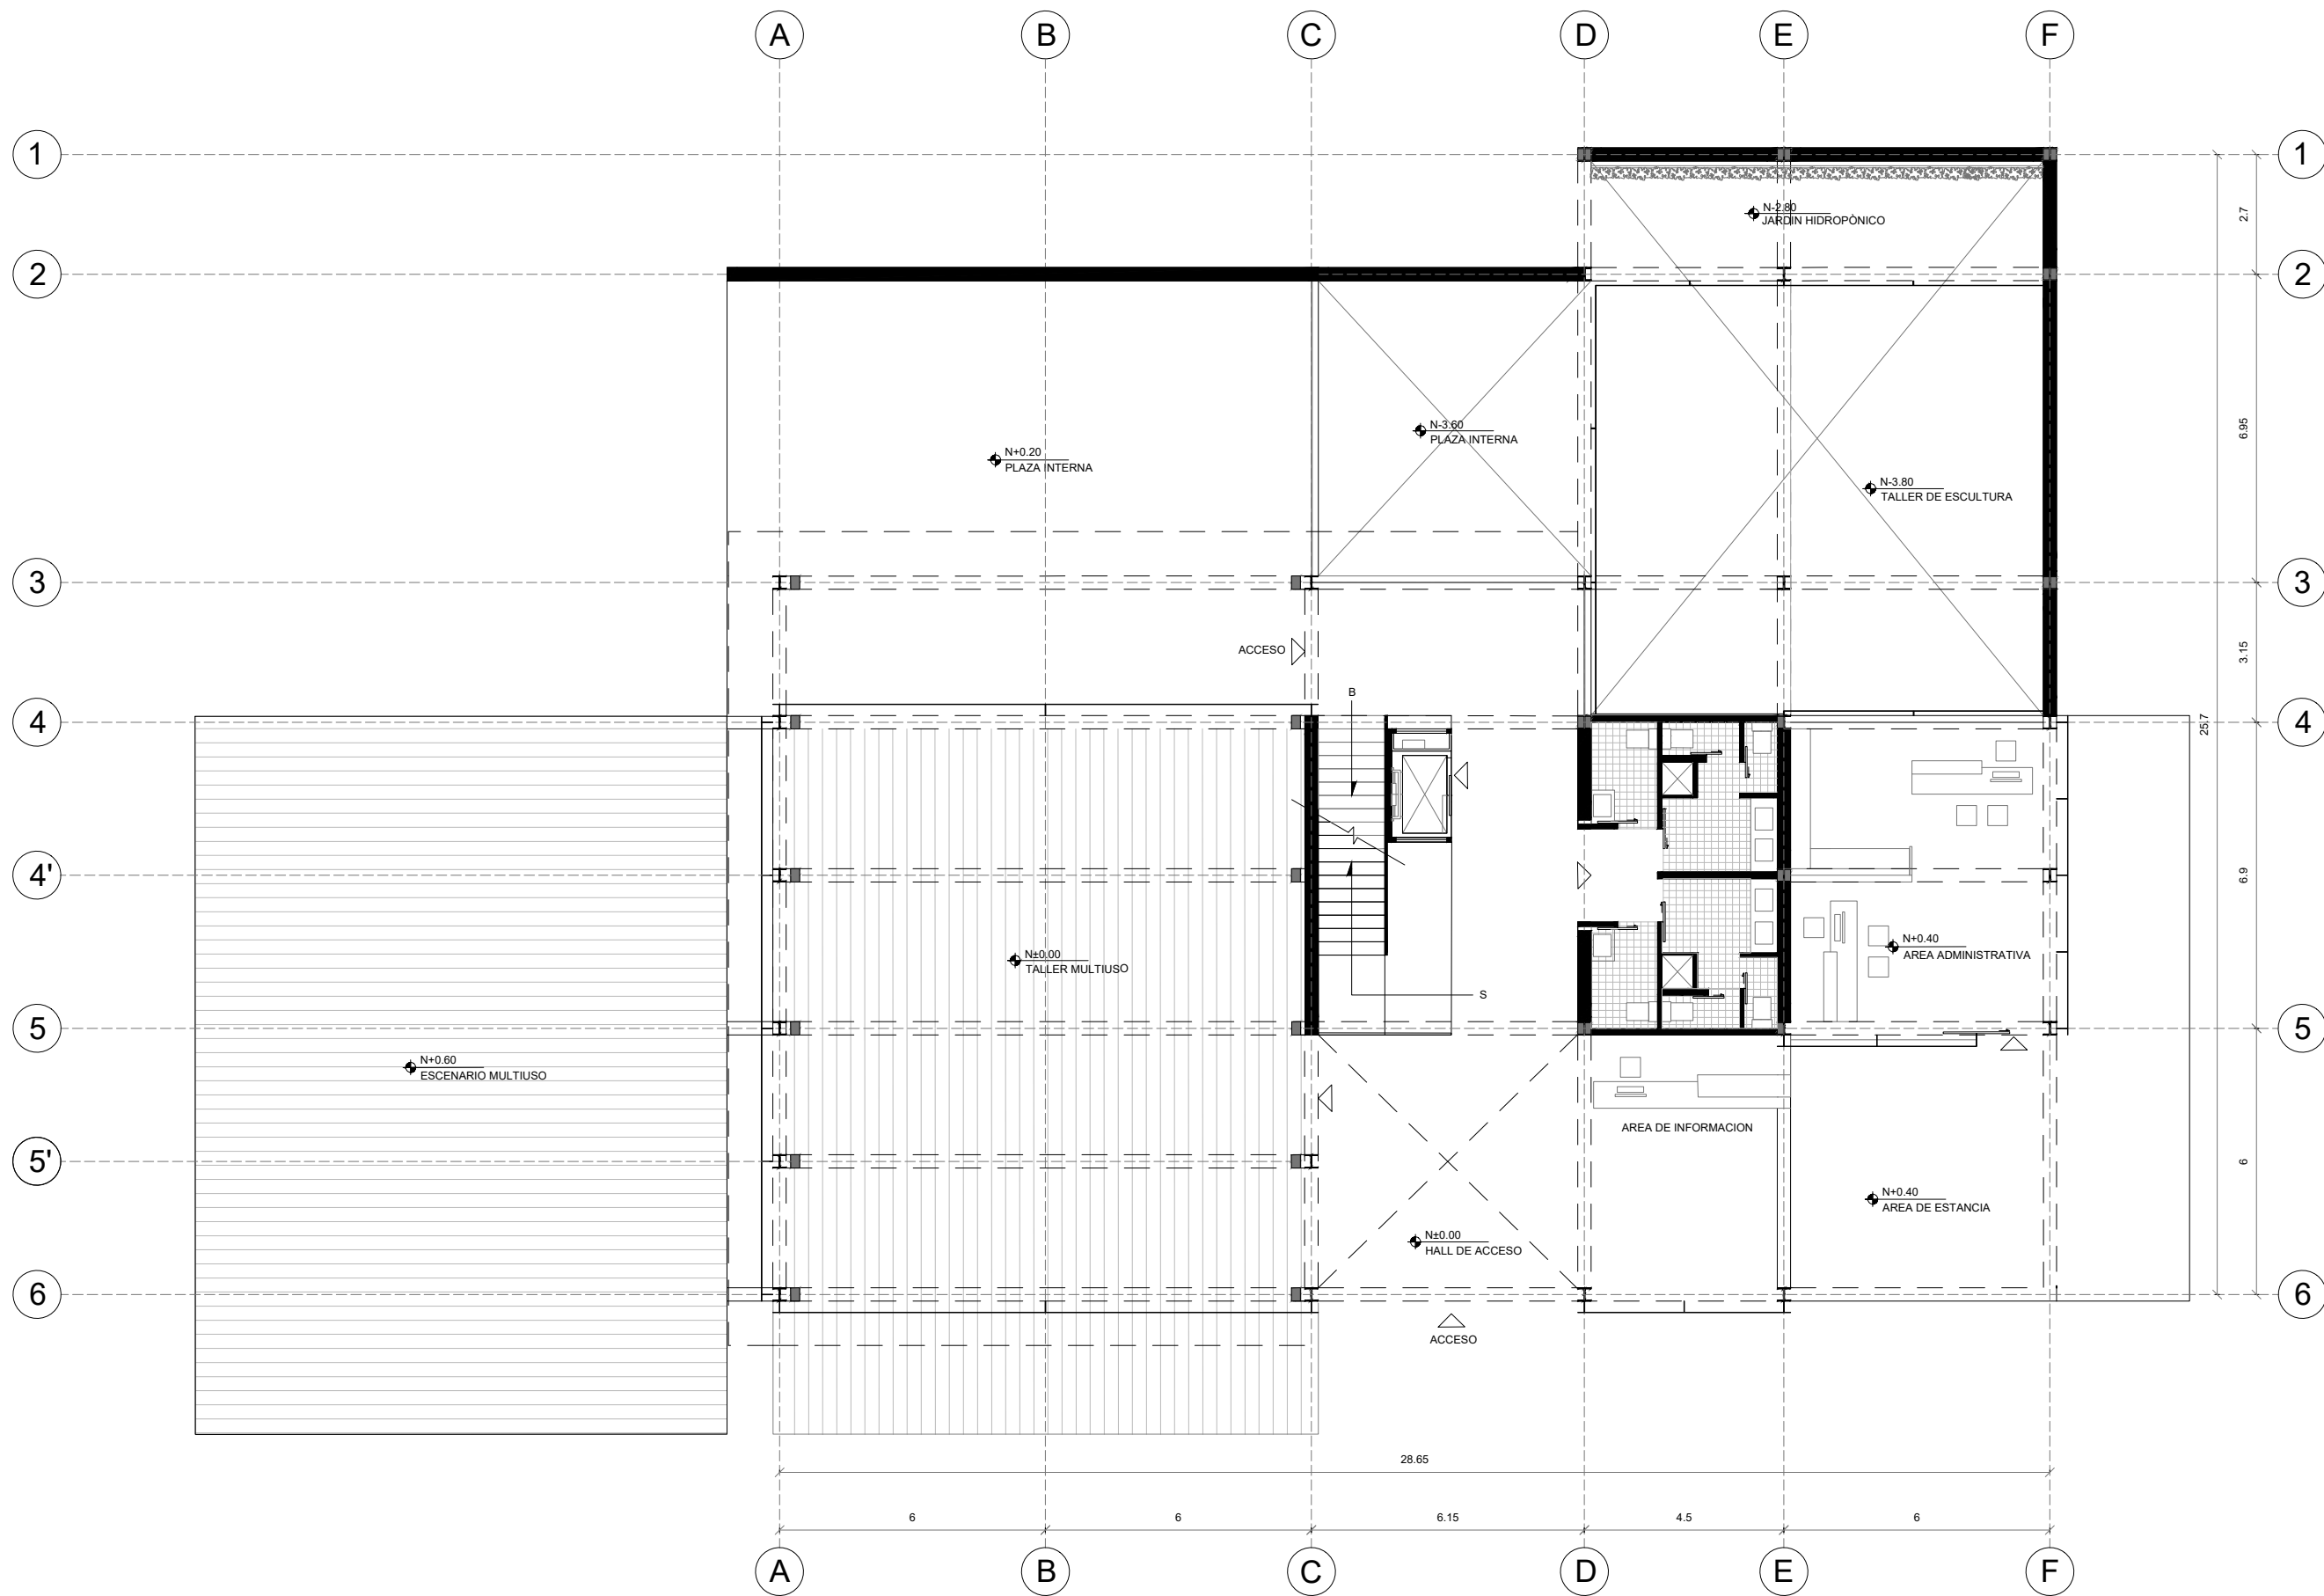 A B C D E F
1 1
N-2.80
JARDIN HIDROPÓNICO
2.7
2 2
N-3.60
PLAZA INTERNA
6.95
N+0.20
PLAZA INTERNA
N-3.80
TALLER DE ESCULTURA
3 3
ACCESO
3.15
B
4 4
25.7
4' 4'
6.9
N+0.40
AREA ADMINISTRATIVA
N±0.00
TALLER MULTIUSO
S
5 5
N+0.60
ESCENARIO MULTIUSO
AREA DE INFORMACION
5' 5'
6
N+0.40
AREA DE ESTANCIA
N±0.00
HALL DE ACCESO
6 6
ACCESO
28.65
6 6 6.15 4.5 6
A B C D E F